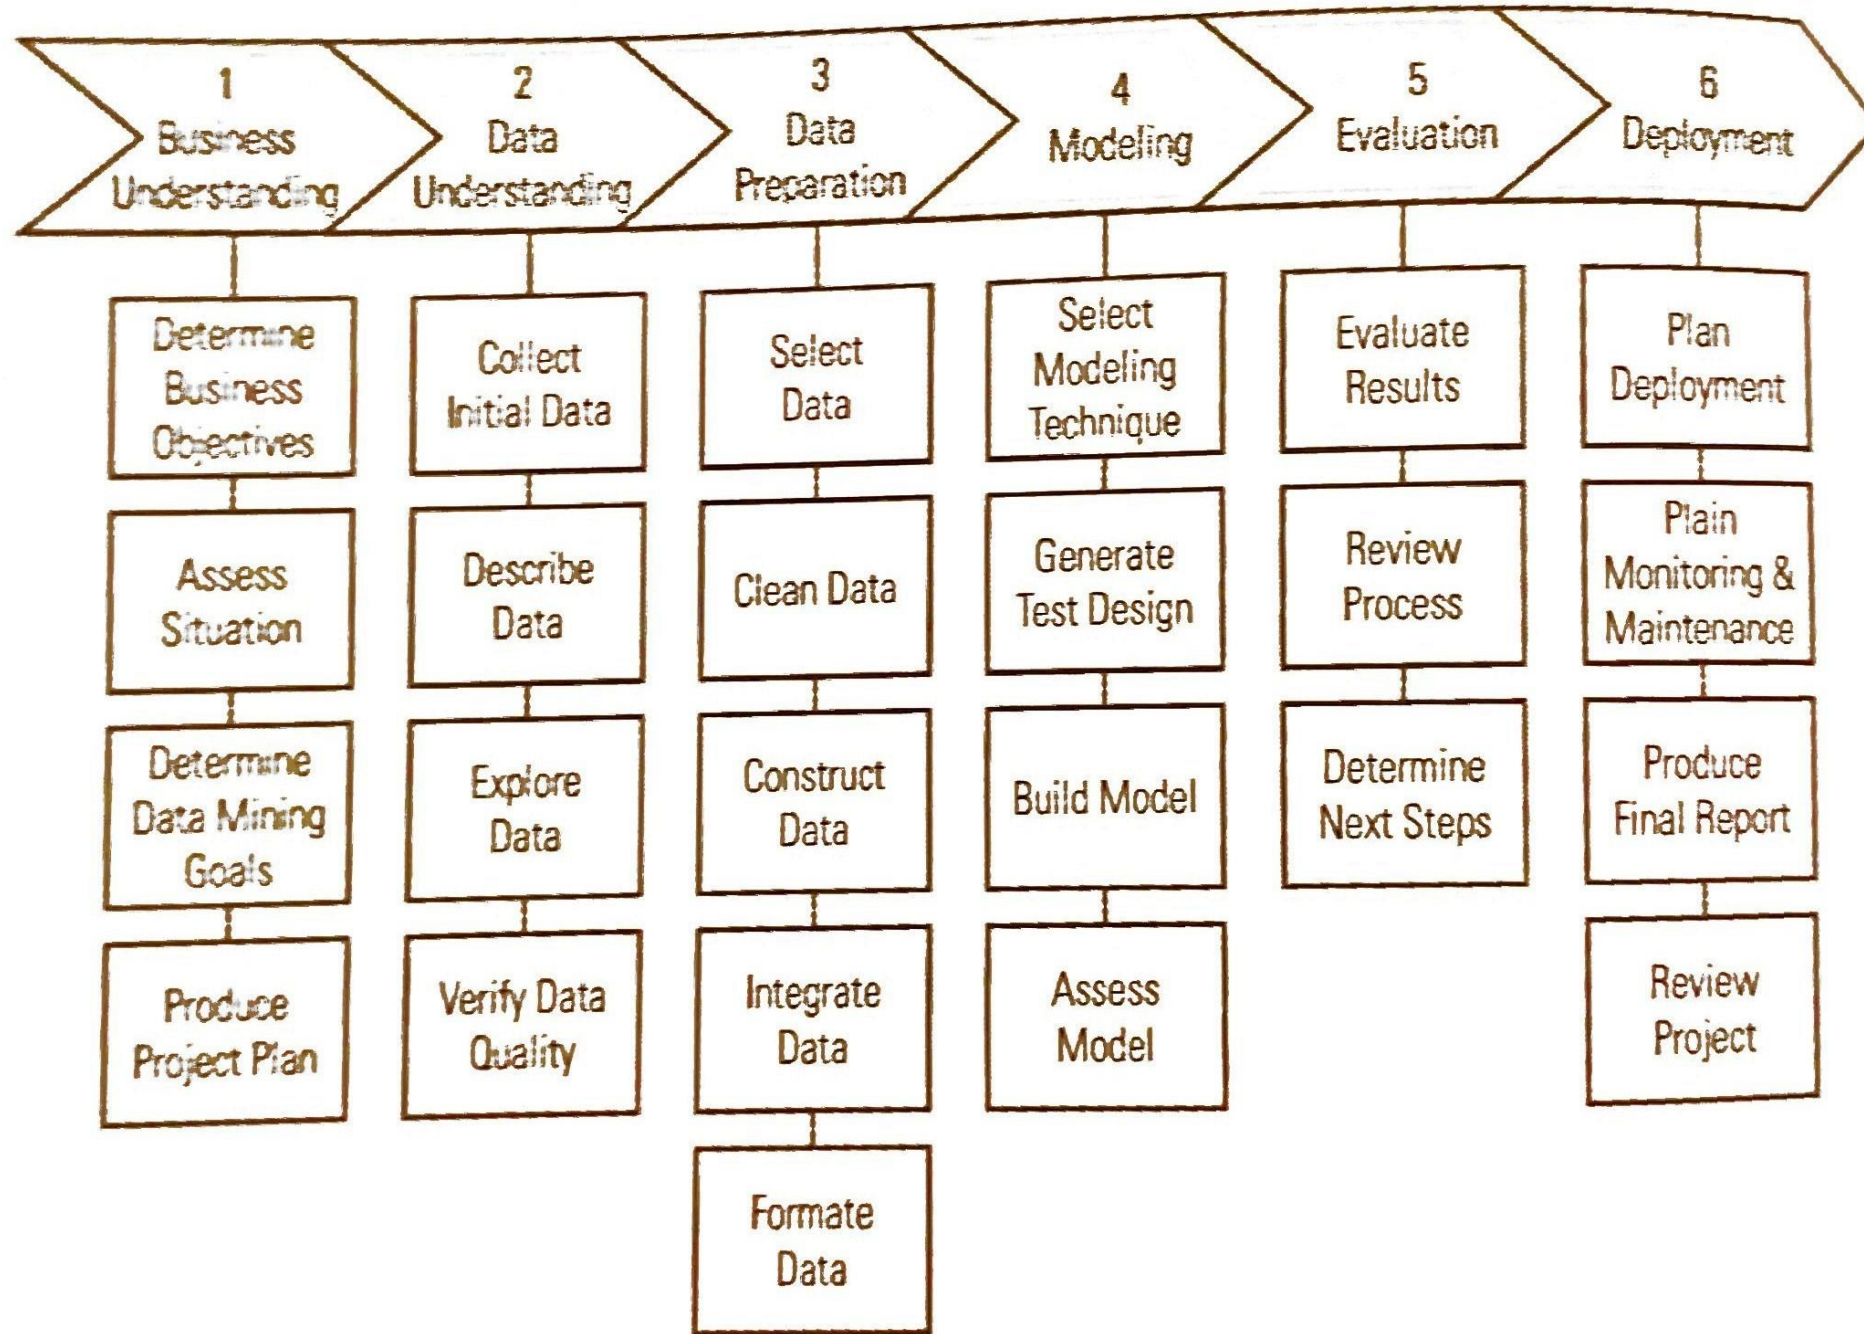 1
Business
Understanding
2
Data
Understanding
3
Data
Preparation
4
Modeling
5
Evaluation
6
Deployment
Determine
Business
Objectives
Assess
Situation
Determine
Data Mining
Goals
Produce
Project Plan
Collect
Initial Data
Describe
Data
Explore
Data
Verify Data
Quality
Select
Data
Clean Data
Construct
Data
Integrate
Data
Formate
Data
Select
Modeling
Technique
Generate
Test Design
Build Model
Assess
Model
Evaluate
Results
Review
Process
Determine
Next Steps
Plan
Deployment
Plain
Monitoring &
Maintenance
Produce
Final Report
Review
Project